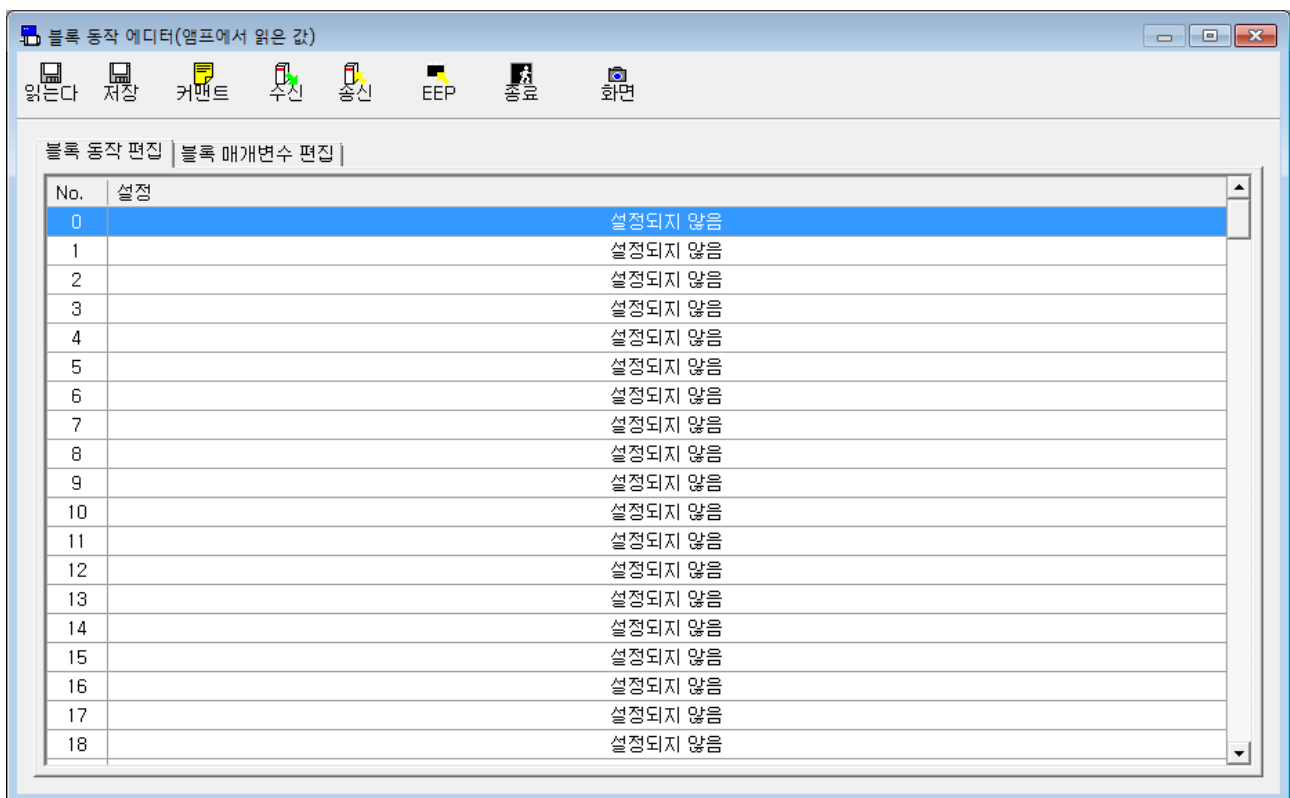 블록 동작 에디터(앰프에서 읽은 값)
읽는다 저장 커맨드 수신 송신 EEP 종료 화면
블록 동작 편집 블록 매개변수 편집
No. 설정
0 설정되지 않음
1 설정되지 않음
2 설정되지 않음
3 설정되지 않음
4 설정되지 않음
5 설정되지 않음
6 설정되지 않음
7 설정되지 않음
8 설정되지 않음
9 설정되지 않음
10 설정되지 않음
11 설정되지 않음
12 설정되지 않음
13 설정되지 않음
14 설정되지 않음
15 설정되지 않음
16 설정되지 않음
17 설정되지 않음
18 설정되지 않음